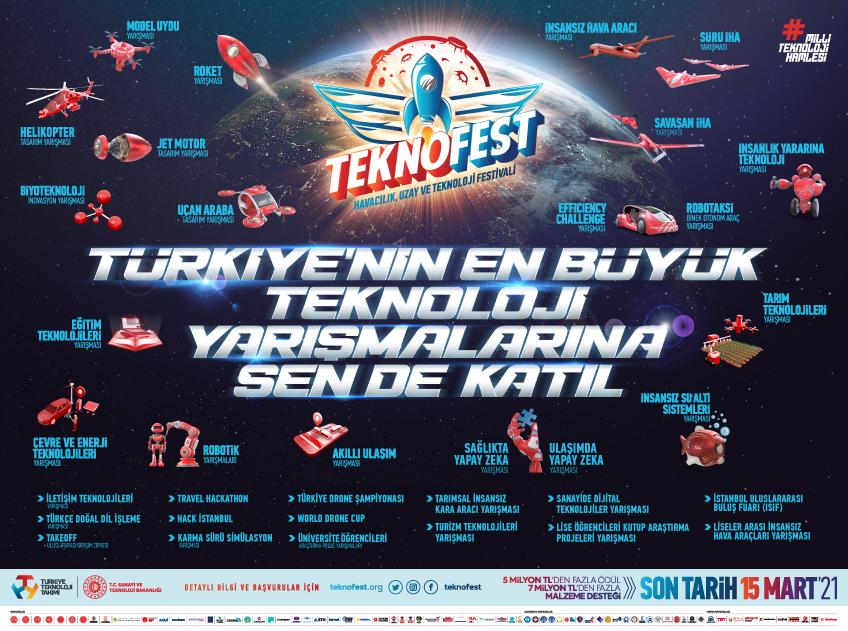 MODEL UYDU
YARIŞMASI
ROKET
YARIŞMASI
İNSANSIZ HAVA ARACI
YARIŞMASI
SÜRÜ İHA
YARIŞMASI
#
MİLLİ
TEKNOLOJİ
HAMLESİ
HELİKOPTER
TASARIM YARIŞMASI
JET MOTOR
TASARIM YARIŞMASI
TEKNOFEST
HAVACILIK, UZAY VE TEKNOLOJİ FESTİVALİ
SAVAŞAN İHA
YARIŞMASI
İNSANLIK YARARINA
TEKNOLOJİ
YARIŞMASI
BİYOTEKNOLOJİ
İNOVASYON YARIŞMASI
UÇAN ARABA
TASARIM YARIŞMASI
EFFICIENCY
CHALLENGE
YARIŞMASI
ROBOTAKSİ
BİNEK OTONOM ARAÇ
YARIŞMASI
TÜRKİYE'NİN EN BÜYÜK
TEKNOLOJİ
YARIŞMALARINA
SEN DE KATIL
EĞİTİM
TEKNOLOJİLERİ
YARIŞMASI
TARIM
TEKNOLOJİLERİ
YARIŞMASI
ÇEVRE VE ENERJİ
TEKNOLOJİLERİ
YARIŞMASI
ROBOTİK
YARIŞMALARI
AKILLI ULAŞIM
YARIŞMASI
SAĞLIKTA
YAPAY ZEKA
YARIŞMASI
ULAŞIMDA
YAPAY ZEKA
YARIŞMASI
İNSANSIZ SU ALTI
SİSTEMLERİ
YARIŞMASI
İLETİŞİM TEKNOLOJİLERİ
YARIŞMASI
TÜRKÇE DOĞAL DİL İŞLEME
YARIŞMASI
TAKEOFF
ULUSLARARASI GİRİŞİM ZİRVESİ
TRAVEL HACKATHON
HACK İSTANBUL
KARMA SÜRÜ SİMÜLASYON
YARIŞMASI
TÜRKİYE DRONE ŞAMPİYONASI
WORLD DRONE CUP
ÜNİVERSİTE ÖĞRENCİLERİ
ARAŞTIRMA PROJE YARIŞMALARI
TARIMSAL İNSANSIZ
KARA ARACI YARIŞMASI
TURİZM TEKNOLOJİLERİ
YARIŞMASI
SANAYİDE DİJİTAL
TEKNOLOJİLER YARIŞMASI
LİSE ÖĞRENCİLERİ KUTUP ARAŞTIRMA
PROJELERİ YARIŞMASI
İSTANBUL ULUSLARARASI
BULUŞ FUARI (ISIF)
LİSELER ARASI İNSANSIZ
HAVA ARAÇLARI YARIŞMASI
TÜRKİYE
TEKNOLOJİ
TAKIMI
T.C. SANAYİ VE
TEKNOLOJİ BAKANLIĞI
DETAYLI BİLGİ VE BAŞVURULAR İÇİN
teknofest.org
teknofest
5 MİLYON TL'DEN FAZLA ÖDÜL
7 MİLYON TL'DEN FAZLA
MALZEME DESTEĞİ
SON TARİH 15 MART'21